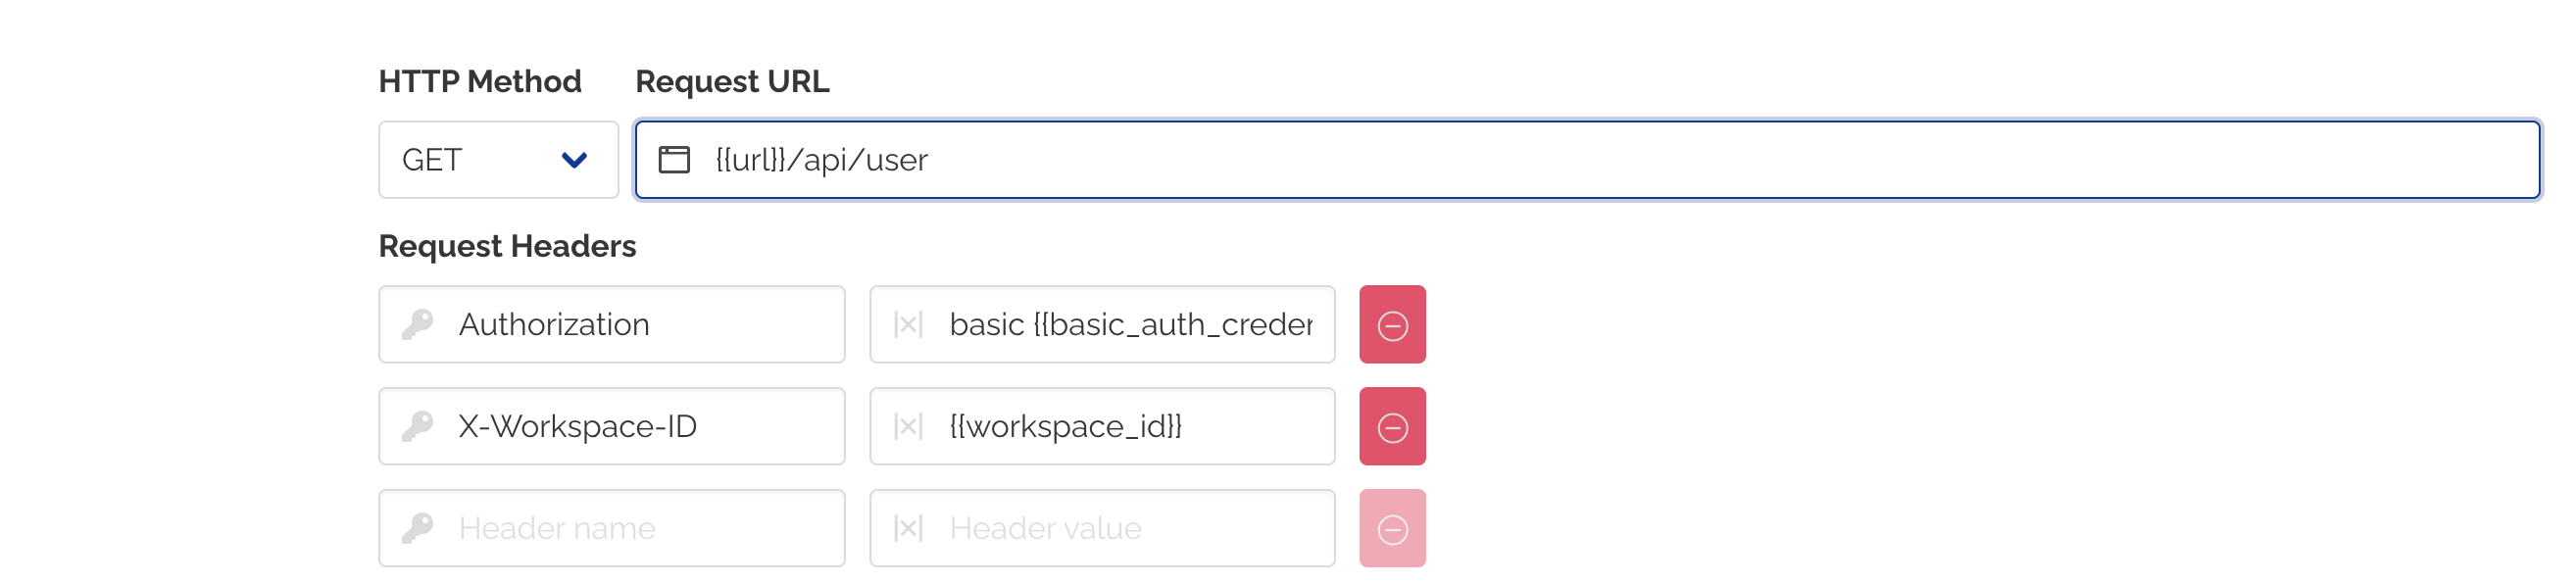 HTTP Method Request URL
GET {{url}}/api/user
Request Headers
Authorization basic {{basic_auth_creder
X-Workspace-ID {{workspace_id}}
Header name Header value